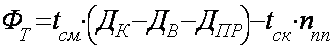 Ф_Т = t_см·(Д_К − Д_В − Д_ПР) − t_ск·n_пп